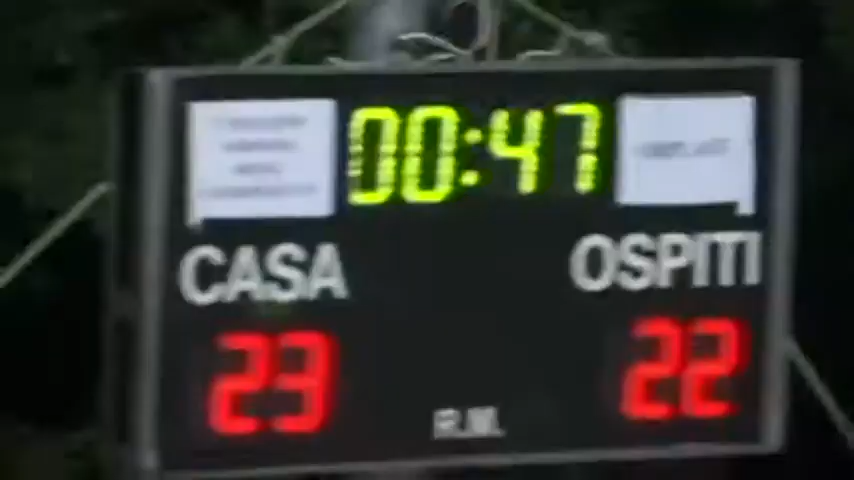 00:47
CASA
OSPITI
23
22
R.M.